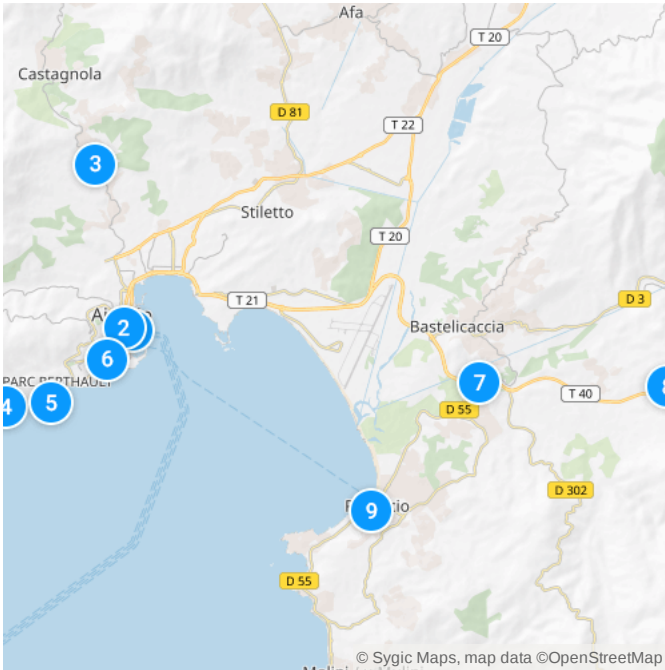 Afa
T 20
Castagnola
D 81
T 22
3
Stiletto
T 20
D 3
T 21
2
Bastelicaccia
6
PARC BERTHAULT
7
T 40
4
5
D 55
D 302
9
D 55
© Sygic Maps, map data ©OpenStreetMap